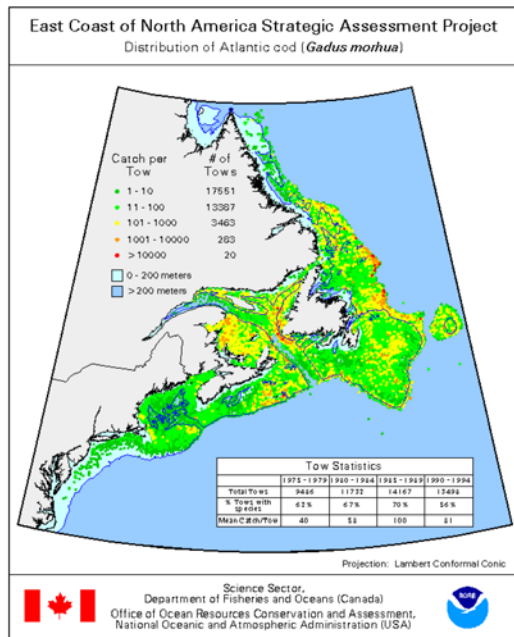 East Coast of North America Strategic Assessment Project
Distribution of Atlantic cod (Gadus morhua)
Catch per Tow # of Tows
1 - 10 17551
11 - 100 13387
101 - 1000 3463
1001 - 10000 283
> 10000 20
0 - 200 meters
> 200 meters
Tow Statistics
1975 - 1979 1980 - 1984 1985 - 1989 1990 - 1994
Total Tows 9486 11732 14167 13498
% Tows with species 62% 67% 70% 56%
Mean Catch/Tow 40 58 100 81
Projection: Lambert Conformal Conic
Science Sector,
Department of Fisheries and Oceans (Canada)
Office of Ocean Resources Conservation and Assessment,
National Oceanic and Atmospheric Administration (USA)
NOAA